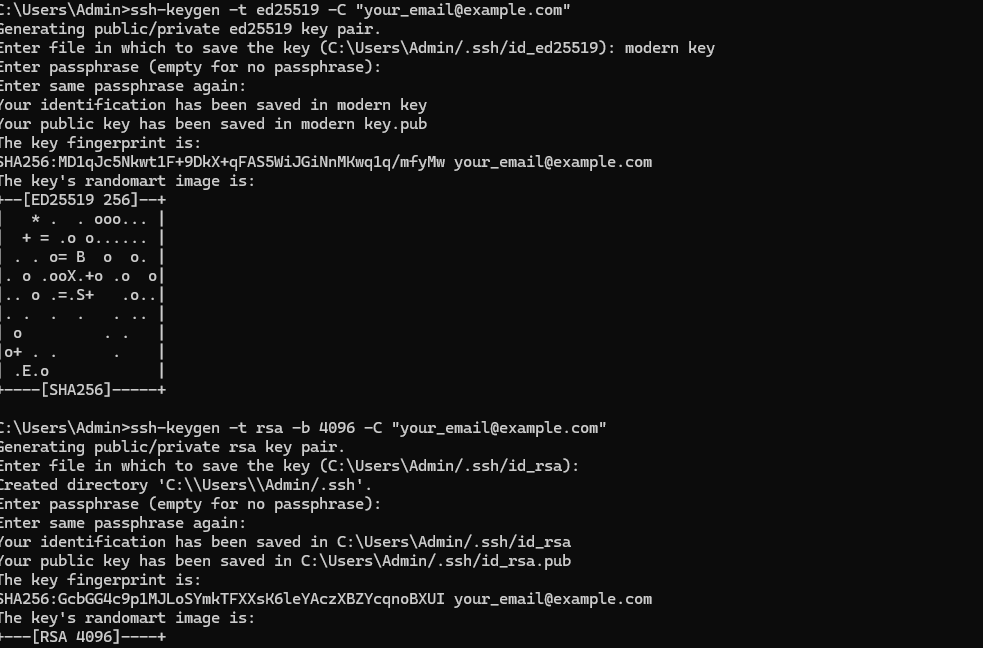 C:\Users\Admin>ssh-keygen -t ed25519 -C "your_email@example.com"
Generating public/private ed25519 key pair.
Enter file in which to save the key (C:\Users\Admin/.ssh/id_ed25519): modern key
Enter passphrase (empty for no passphrase):
Enter same passphrase again:
Your identification has been saved in modern key
Your public key has been saved in modern key.pub
The key fingerprint is:
SHA256:MD1qJc5Nkwt1F+9DkX+qFAS5WiJGiNnMKwq1q/mfyMw your_email@example.com
The key's randomart image is:
+--[ED25519 256]--+
|   * .  . ooo... |
|  + = .o o...... |
| . . o= B  o  o. |
|. o .ooX.+o .o  o|
|.. o .=.S+   .o..|
|. .  .  .   . .. |
| o         . .   |
|o+ . .      .    |
| .E.o            |
+----[SHA256]-----+

C:\Users\Admin>ssh-keygen -t rsa -b 4096 -C "your_email@example.com"
Generating public/private rsa key pair.
Enter file in which to save the key (C:\Users\Admin/.ssh/id_rsa):
Created directory 'C:\\Users\\Admin/.ssh'.
Enter passphrase (empty for no passphrase):
Enter same passphrase again:
Your identification has been saved in C:\Users\Admin/.ssh/id_rsa
Your public key has been saved in C:\Users\Admin/.ssh/id_rsa.pub
The key fingerprint is:
SHA256:GcbGG4c9p1MJLoSYmkTFXXsK6leYAczXBZYcqnoBXUI your_email@example.com
The key's randomart image is:
+---[RSA 4096]----+